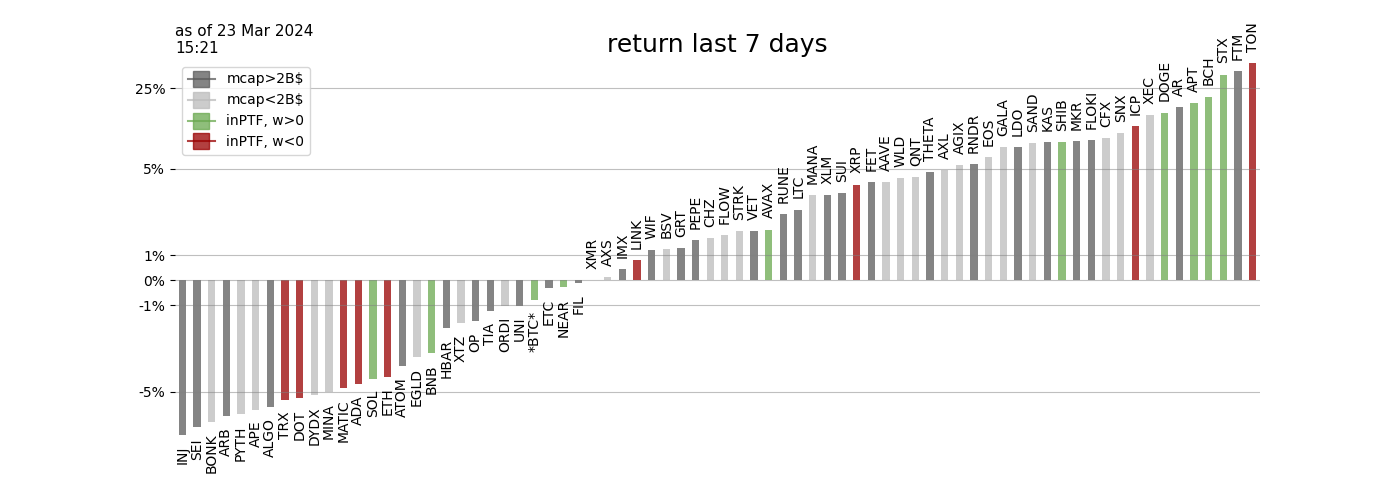 as of 23 Mar 2024
15:21
return last 7 days
mcap>2B$
mcap<2B$
inPTF, w>0
inPTF, w<0
25%
5%
1%
0%
-1%
-5%
INJ
SEI
BONK
ARB
PYTH
APE
ALGO
TRX
DOT
DYDX
MINA
MATIC
ADA
SOL
ETH
ATOM
EGLD
BNB
HBAR
XTZ
OP
TIA
ORDI
UNI
*BTC*
ETC
NEAR
FIL
XMR
AXS
IMX
LINK
WIF
BSV
GRT
PEPE
CHZ
FLOW
STRK
VET
AVAX
RUNE
LTC
MANA
XLM
SUI
XRP
FET
AAVE
WLD
QNT
THETA
AXL
AGIX
RNDR
EOS
GALA
LDO
SAND
KAS
SHIB
MKR
FLOKI
CFX
SNX
ICP
XEC
DOGE
AR
APT
BCH
STX
FTM
TON